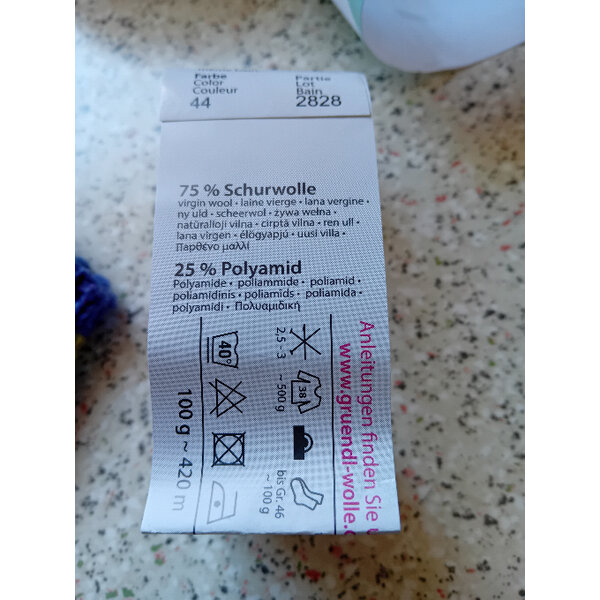 Farbe
Color
Couleur
44
Partie
Lot
Bain
2828
75 % Schurwolle
virgin wool • laine vierge • lana vergine •
ny uld • scheerwol • żywa wełna •
natūralioji vilna • cirptā vilna • ren ull •
lana virgen • élőgyapjú • uusi villa •
Παρθένο μαλλί
25 % Polyamid
Polyamide • poliammide • poliamid •
poliamidinis • poliamīds • poliamida •
polyamidi • Πολυαμιδική
Anleitungen finden Sie
www.gruendl-wolle.
2,5 - 3
38
~ 500 g
bis Gr. 46
~ 100 g
40°
100 g ~ 420 m